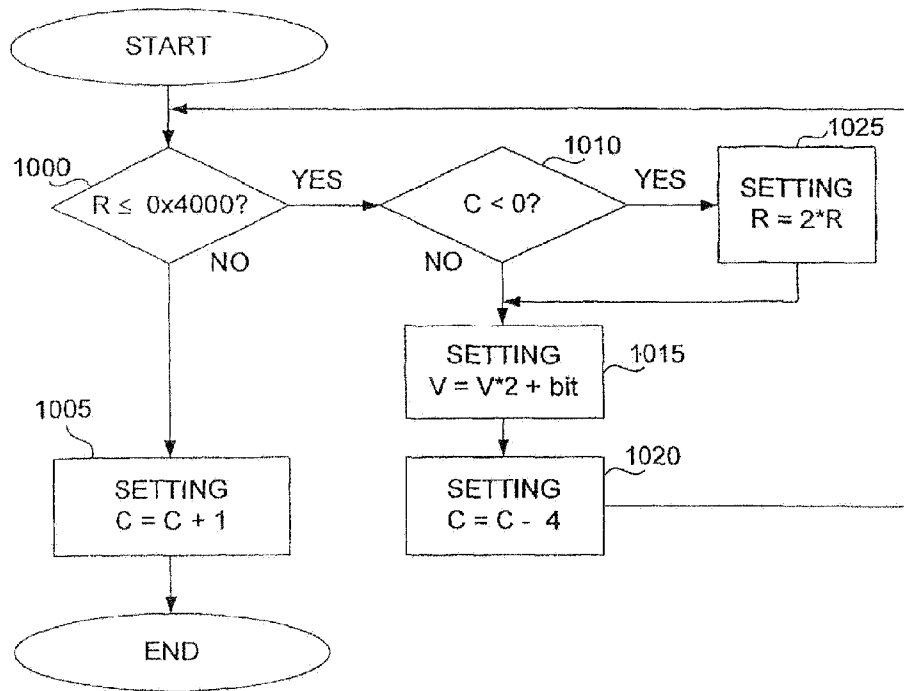 START
1000
R ≤ 0x4000?
YES
NO
1010
C < 0?
YES
NO
1025
SETTING
R = 2*R
SETTING
V = V*2 + bit
1015
1005
SETTING
C = C + 1
SETTING
C = C - 4
1020
END